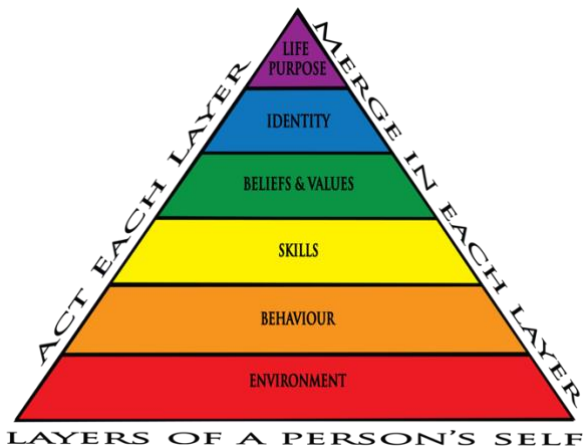 LIFE
PURPOSE
IDENTITY
BELIEFS & VALUES
SKILLS
BEHAVIOUR
ENVIRONMENT
ACT EACH LAYER
MERGE IN EACH LAYER
LAYERS OF A PERSON'S SELF